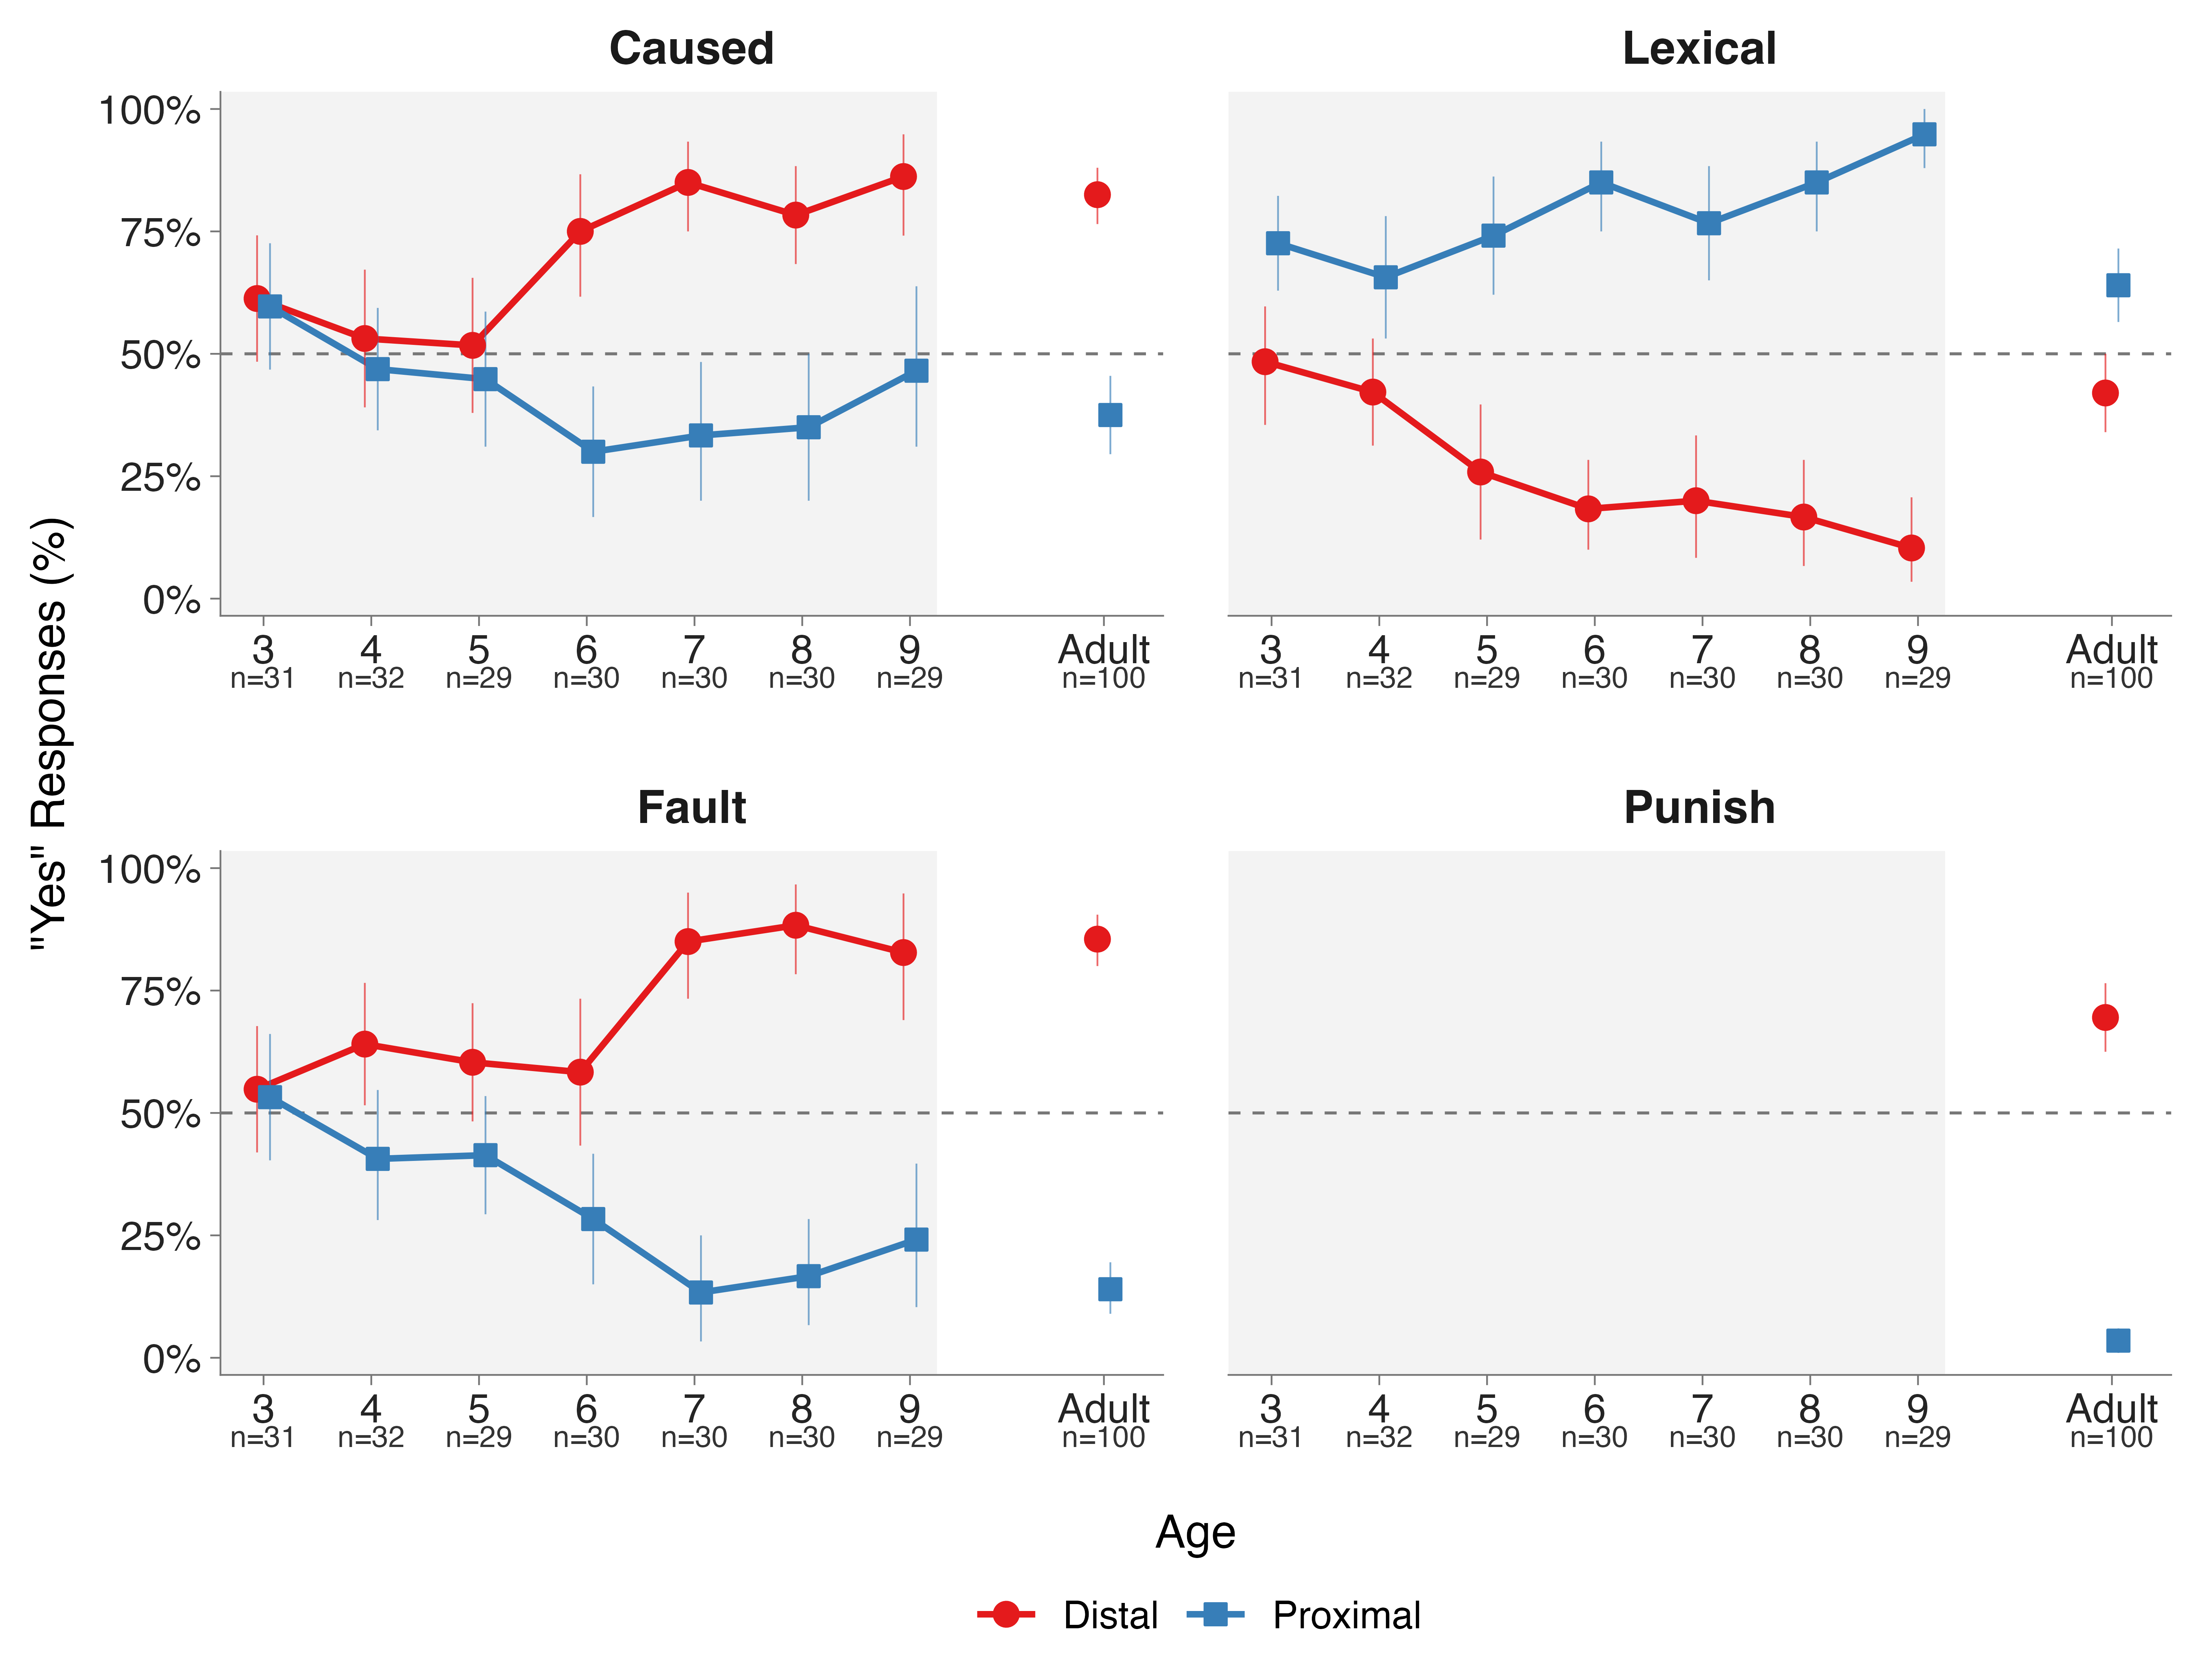 Caused
Lexical
"Yes" Responses (%)
100%
75%
50%
25%
0%
3 4 5 6 7 8 9 Adult
n=31 n=32 n=29 n=30 n=30 n=30 n=29 n=100
3 4 5 6 7 8 9 Adult
n=31 n=32 n=29 n=30 n=30 n=30 n=29 n=100
Fault
Punish
100%
75%
50%
25%
0%
3 4 5 6 7 8 9 Adult
n=31 n=32 n=29 n=30 n=30 n=30 n=29 n=100
3 4 5 6 7 8 9 Adult
n=31 n=32 n=29 n=30 n=30 n=30 n=29 n=100
Age
Distal Proximal